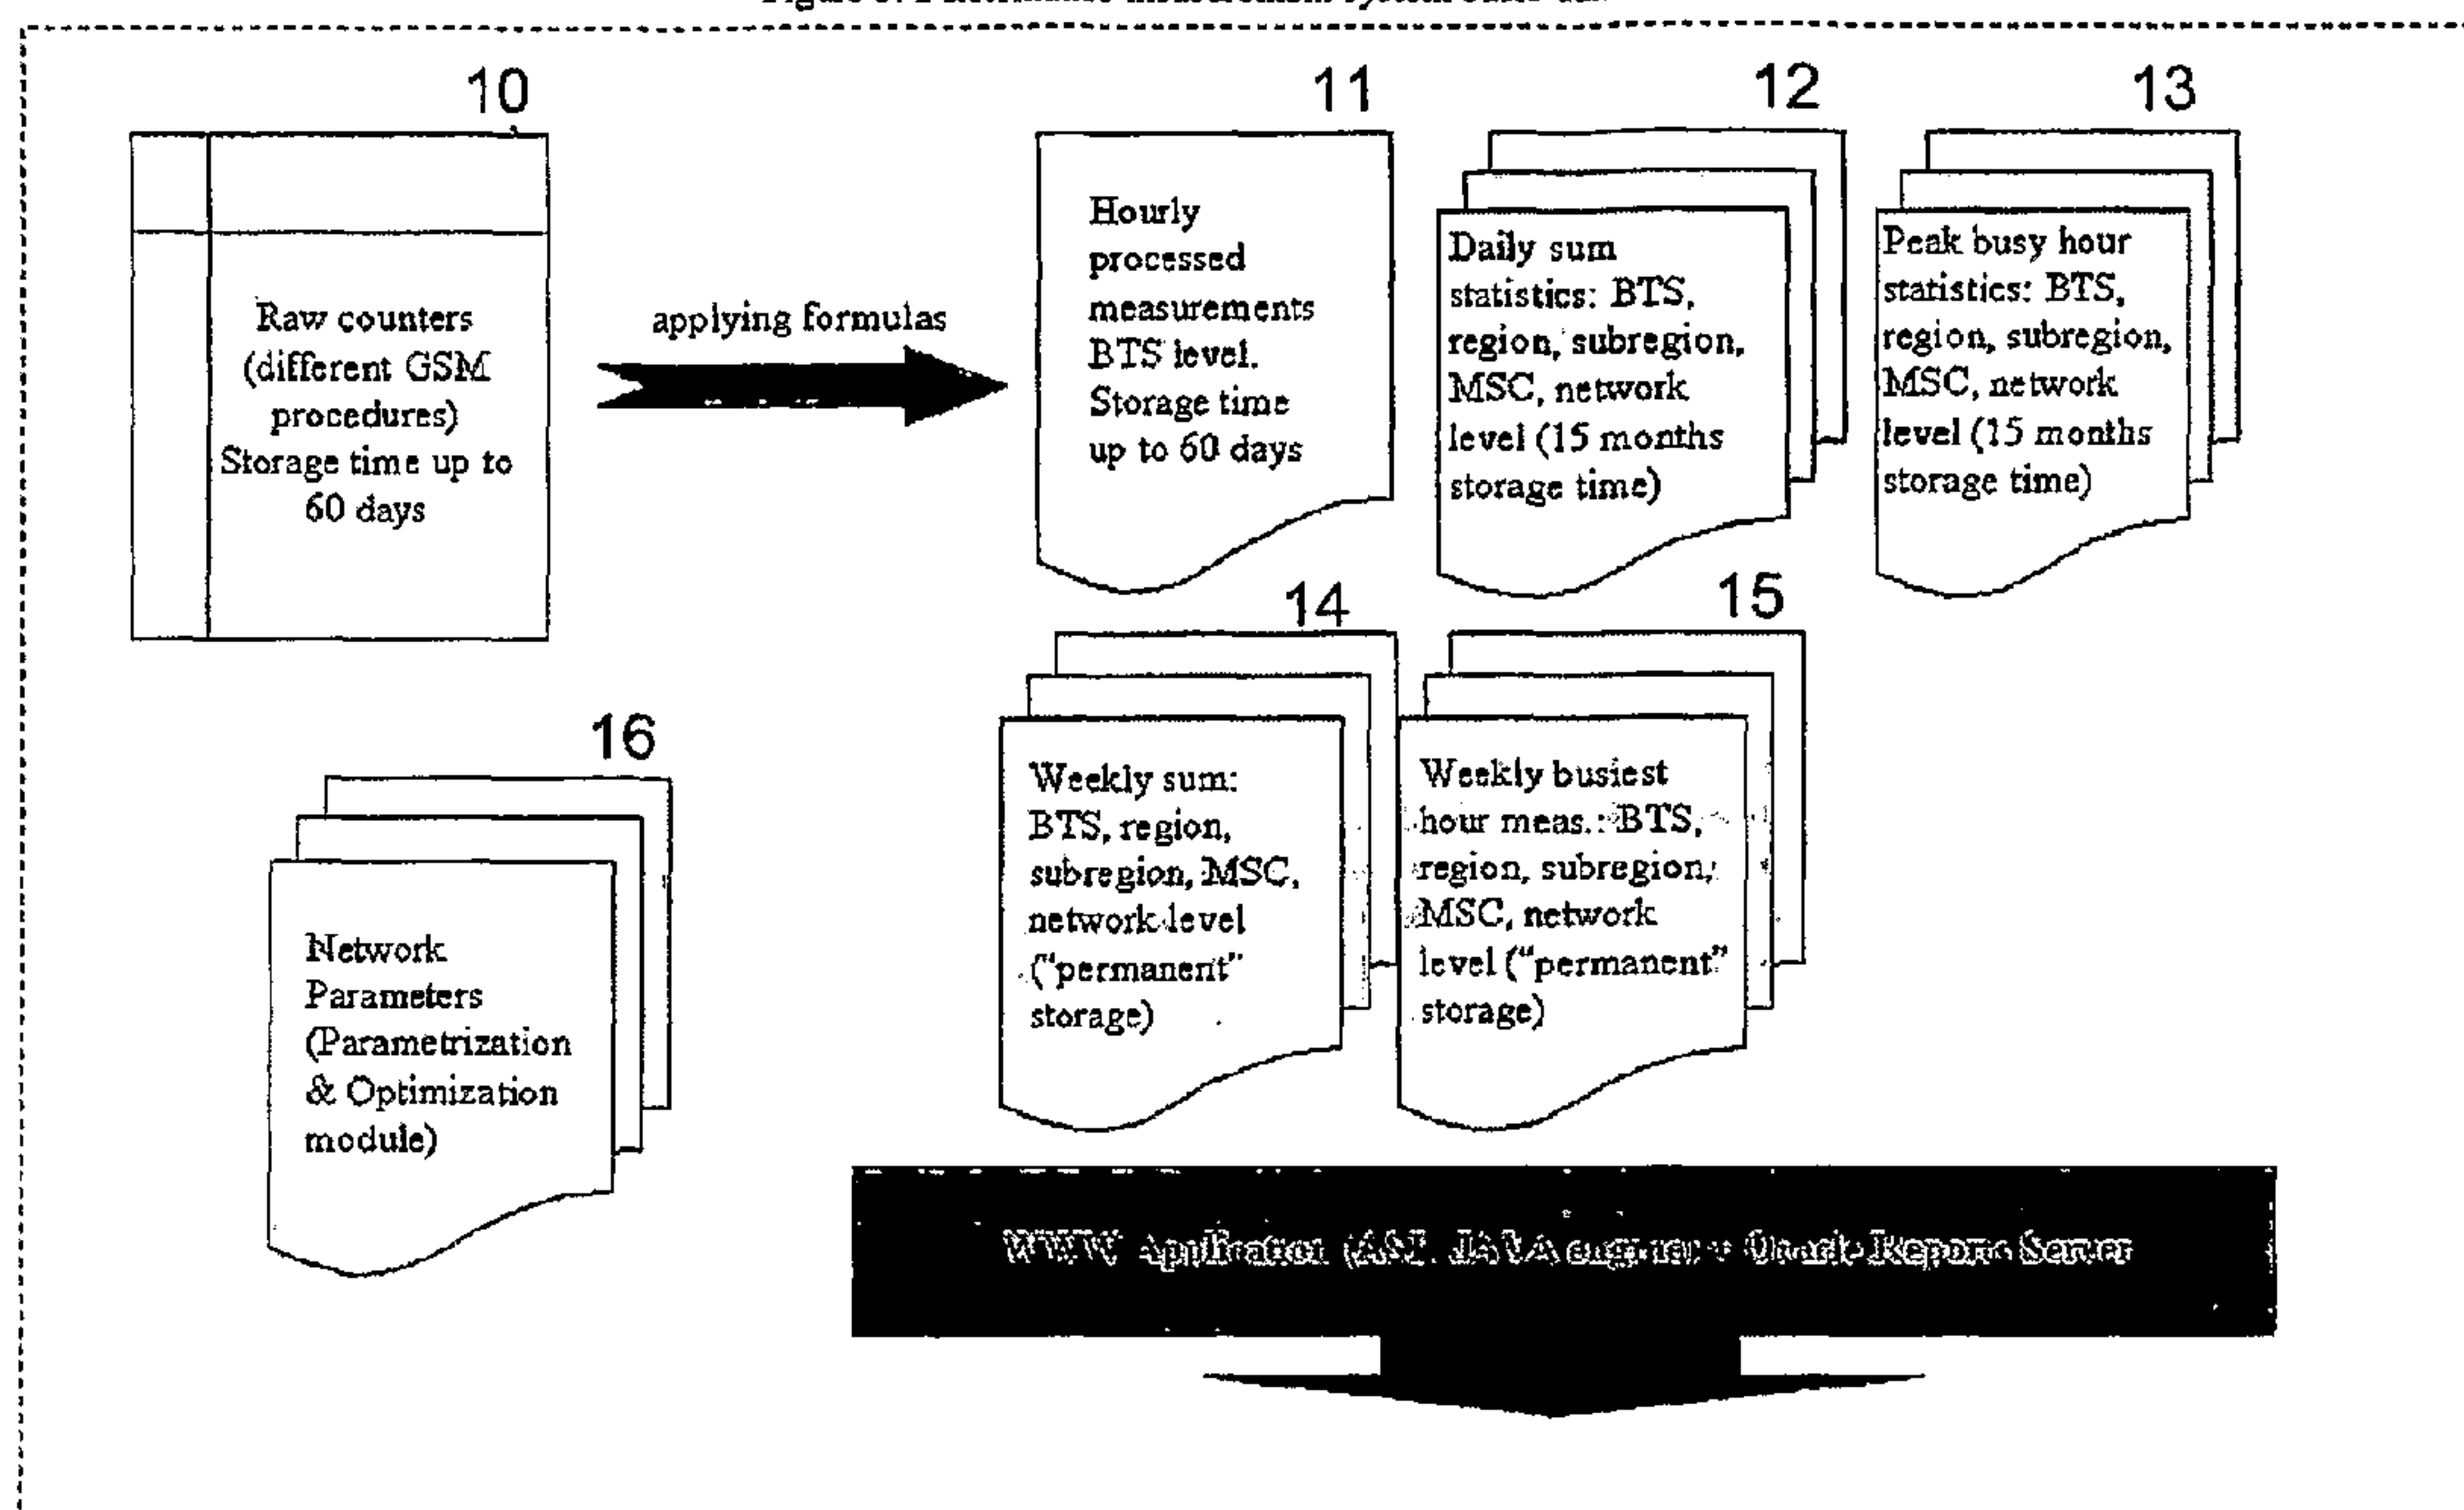 10
Raw counters
(different GSM
procedures)
Storage time up to
60 days
applying formulas
11
Hourly
processed
measurements
BTS level.
Storage time
up to 60 days
12
Daily sum
statistics: BTS,
region, subregion,
MSC, network
level (15 months
storage time)
13
Peak busy hour
statistics: BTS,
region, subregion,
MSC, network
level (15 months
storage time)
14
Weekly sum:
BTS, region,
subregion, MSC,
network level
("permanent"
storage)
15
Weekly busiest
hour meas.: BTS,
region, subregion,
MSC, network
level ("permanent"
storage)
16
Network
Parameters
(Parametrization
& Optimization
module)
WWW Application JAVA Oracle Reports Server